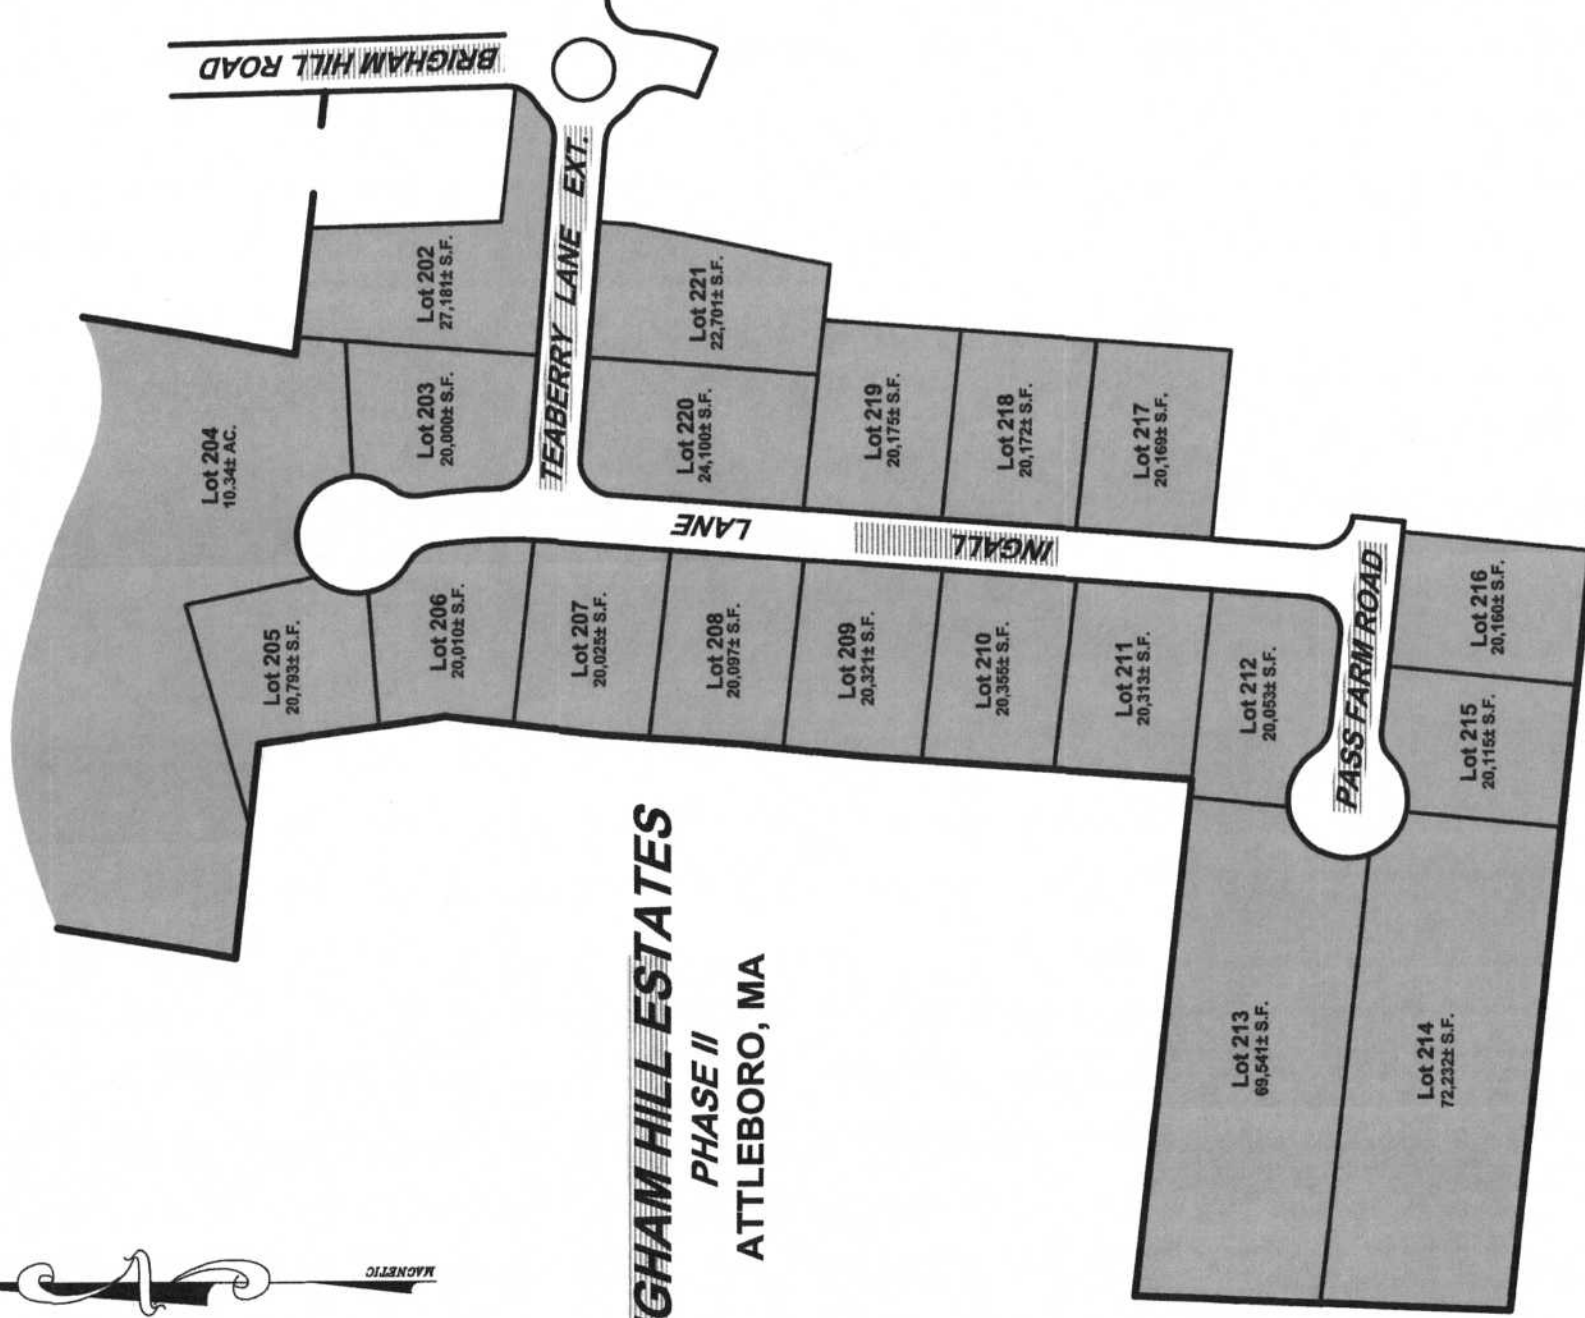 BRIGHAM HILL ROAD
TEABERRY LANE EXT.
Lot 202
27,181± S.F.
Lot 221
22,701± S.F.
Lot 204
10.34± AC.
Lot 203
20,000± S.F.
Lot 220
24,100± S.F.
Lot 219
20,175± S.F.
Lot 218
20,172± S.F.
Lot 217
20,169± S.F.
INGALL LANE
Lot 205
20,793± S.F.
Lot 206
20,010± S.F.
Lot 207
20,025± S.F.
Lot 208
20,097± S.F.
Lot 209
20,321± S.F.
Lot 210
20,355± S.F.
Lot 211
20,313± S.F.
Lot 212
20,053± S.F.
PASS FARM ROAD
Lot 216
20,160± S.F.
Lot 215
20,115± S.F.
Lot 213
69,541± S.F.
Lot 214
72,232± S.F.
GHAM HILL ESTATES
PHASE II
ATTLEBORO, MA
MAGNETIC